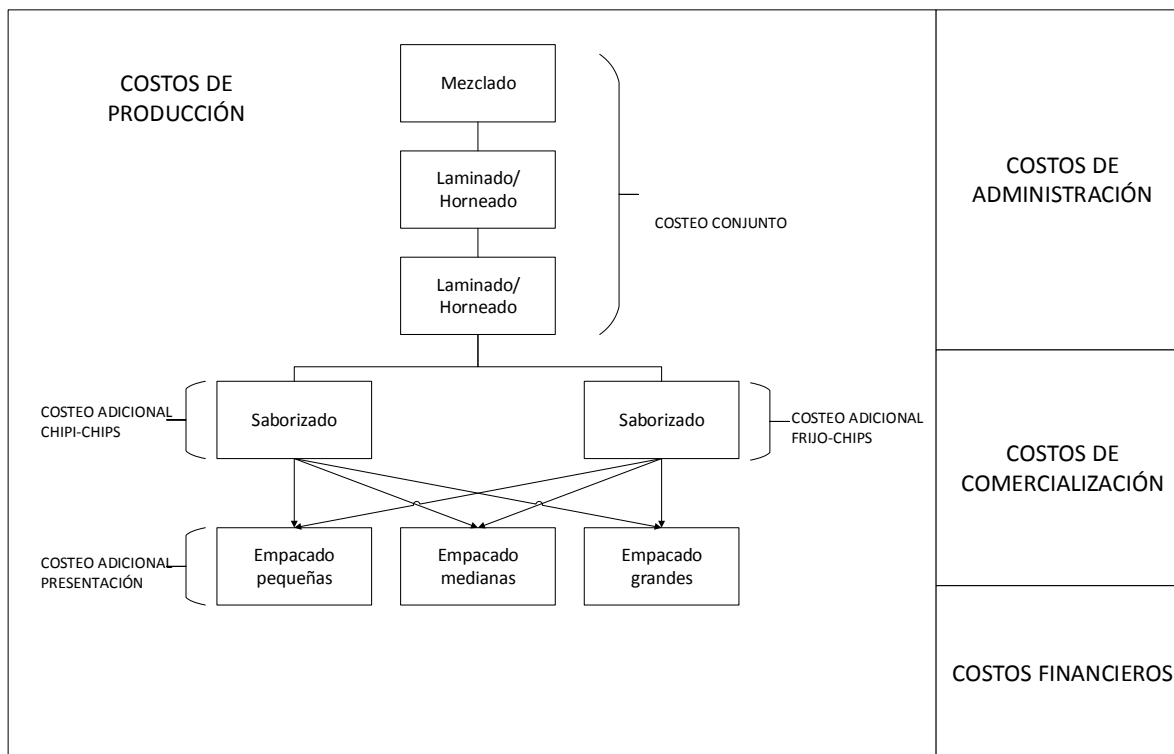 COSTOS DE
PRODUCCIÓN
Mezclado
Laminado/
Horneado
COSTEO CONJUNTO
Laminado/
Horneado
COSTEO ADICIONAL
CHIPI-CHIPS
Saborizado
Saborizado
COSTEO ADICIONAL
FRIJO-CHIPS
COSTEO ADICIONAL
PRESENTACIÓN
Empacado
pequeñas
Empacado
medianas
Empacado
grandes
COSTOS DE
ADMINISTRACIÓN
COSTOS DE
COMERCIALIZACIÓN
COSTOS FINANCIEROS